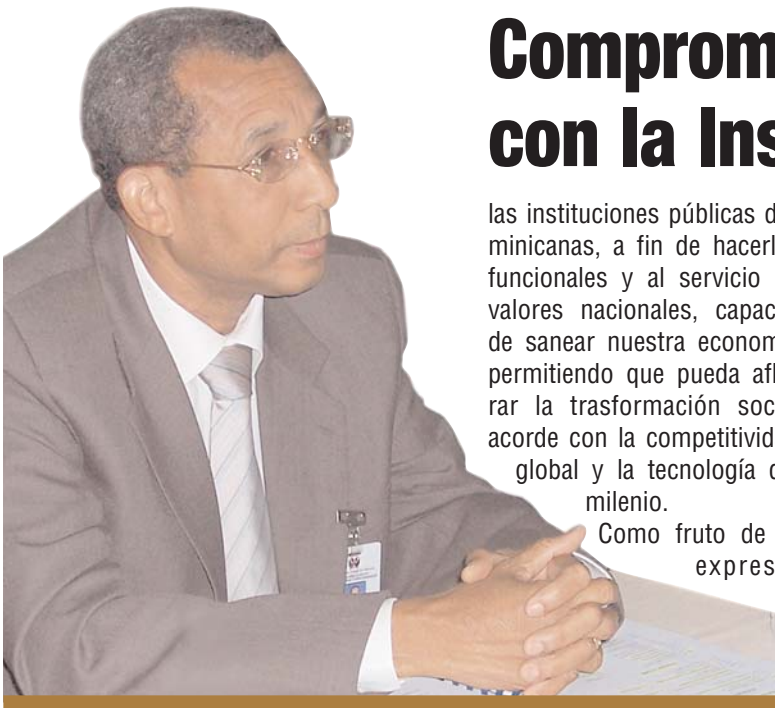 Comprom
con la Ins
las instituciones públicas d
minicanas, a fin de hacerl
funcionales y al servicio
valores nacionales, capac
de sanear nuestra econom
permitiendo que pueda afl
rar la trasformación soc
acorde con la competitivid
global y la tecnología d
milenio.
Como fruto de
expres